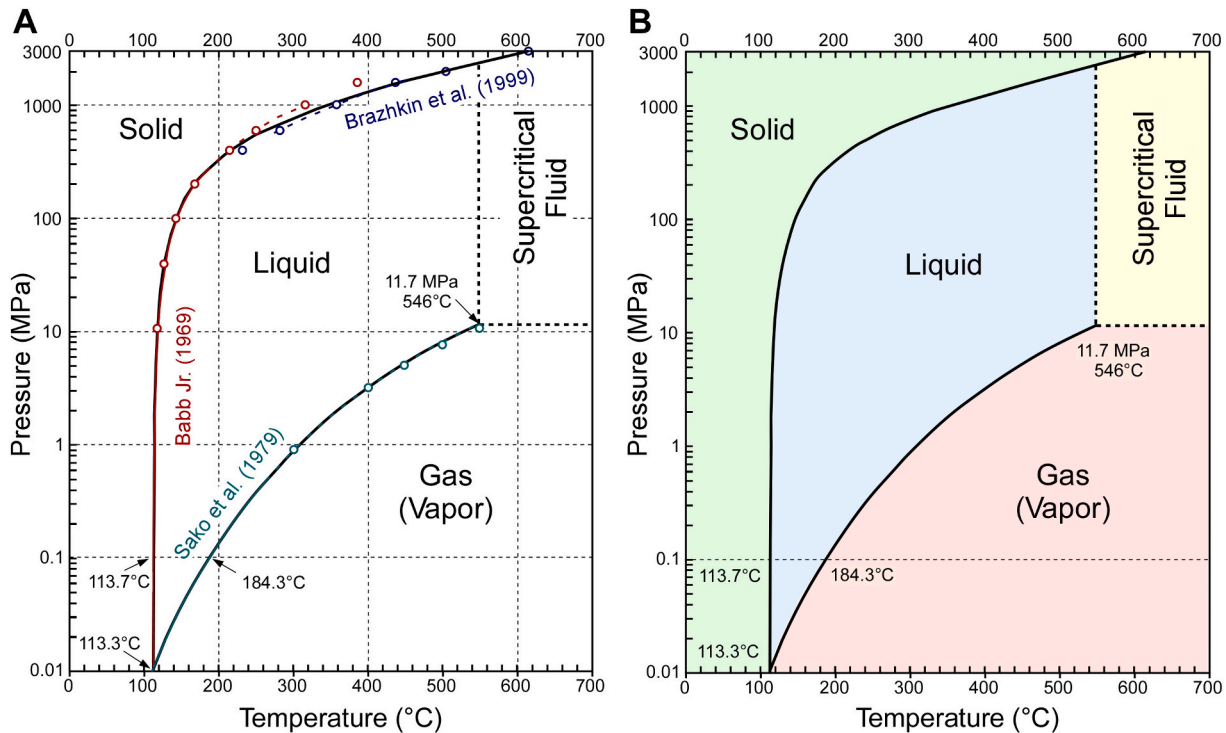 A
0 100 200 300 400 500 600 700
3000
1000
100
10
1
0.1
0.01
Pressure (MPa)
Solid
Brazhkin et al. (1999)
Supercritical
Fluid
Liquid
11.7 MPa
546°C
Babb Jr. (1969)
Sako et al. (1979)
Gas
(Vapor)
113.7°C
184.3°C
113.3°C
0 100 200 300 400 500 600 700
Temperature (°C)
B
0 100 200 300 400 500 600 700
3000
1000
100
10
1
0.1
0.01
Pressure (MPa)
Solid
Supercritical
Fluid
Liquid
11.7 MPa
546°C
Gas
(Vapor)
113.7°C
184.3°C
113.3°C
0 100 200 300 400 500 600 700
Temperature (°C)